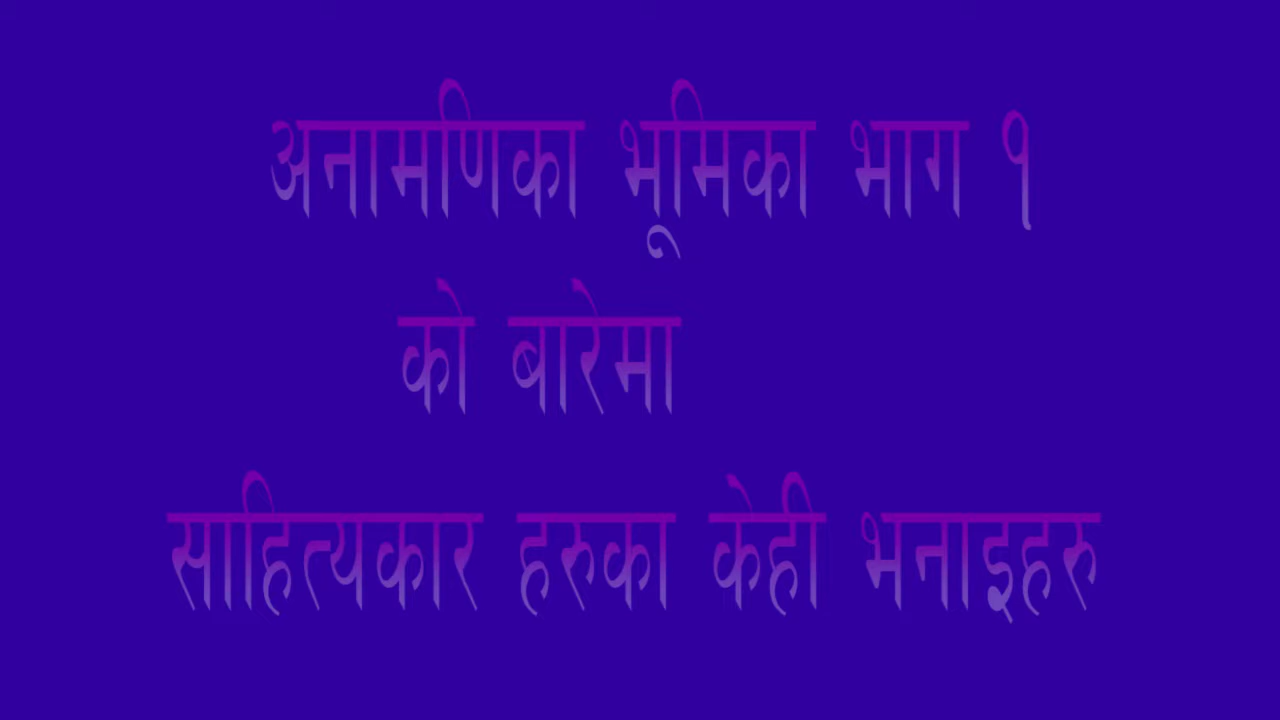 अनामणिका भूमिका भाग १
को बारेमा
साहित्यकार हरुका केही भनाइहरु